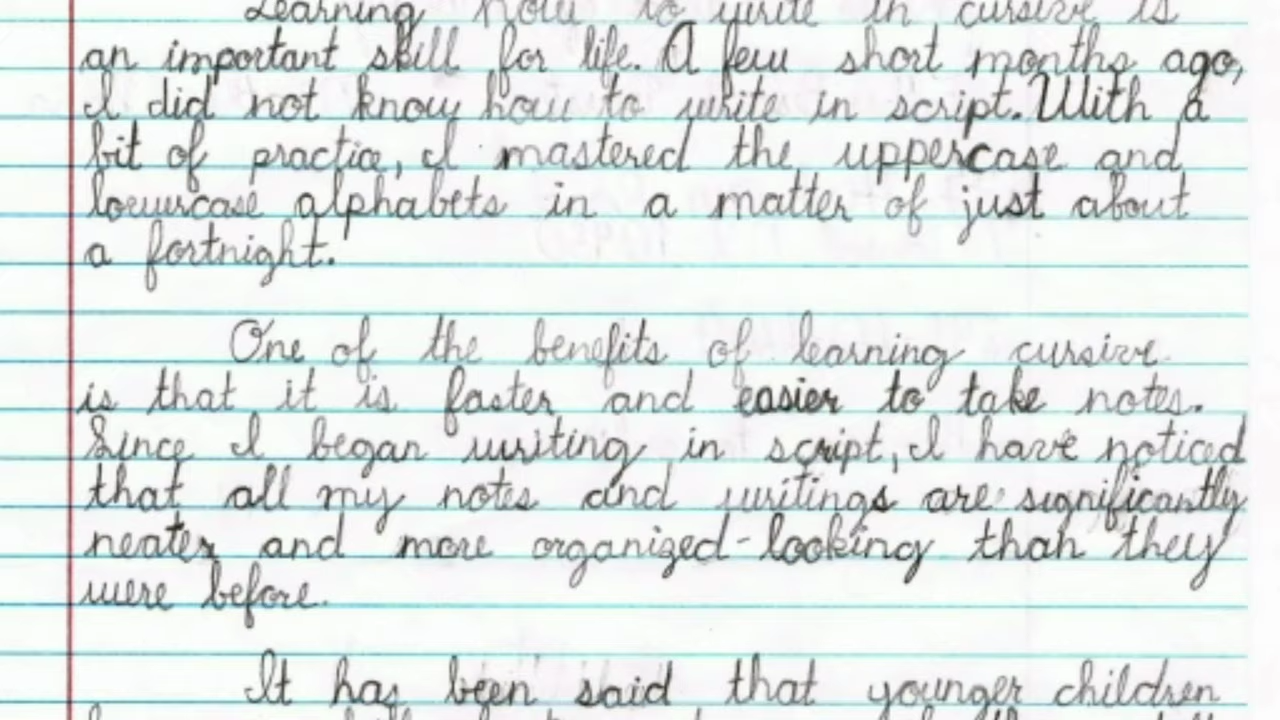 Learning how to write in cursive is
an important skill for life. A few short months ago,
I did not know how to write in script. With a
bit of practice, I mastered the uppercase and
lowercase alphabets in a matter of just about
a fortnight.
One of the benefits of learning cursive
is that it is faster and easier to take notes.
Since I began writing in script, I have noticed
that all my notes and writings are significantly
neater and more organized-looking than they
were before.
It has been said that younger children